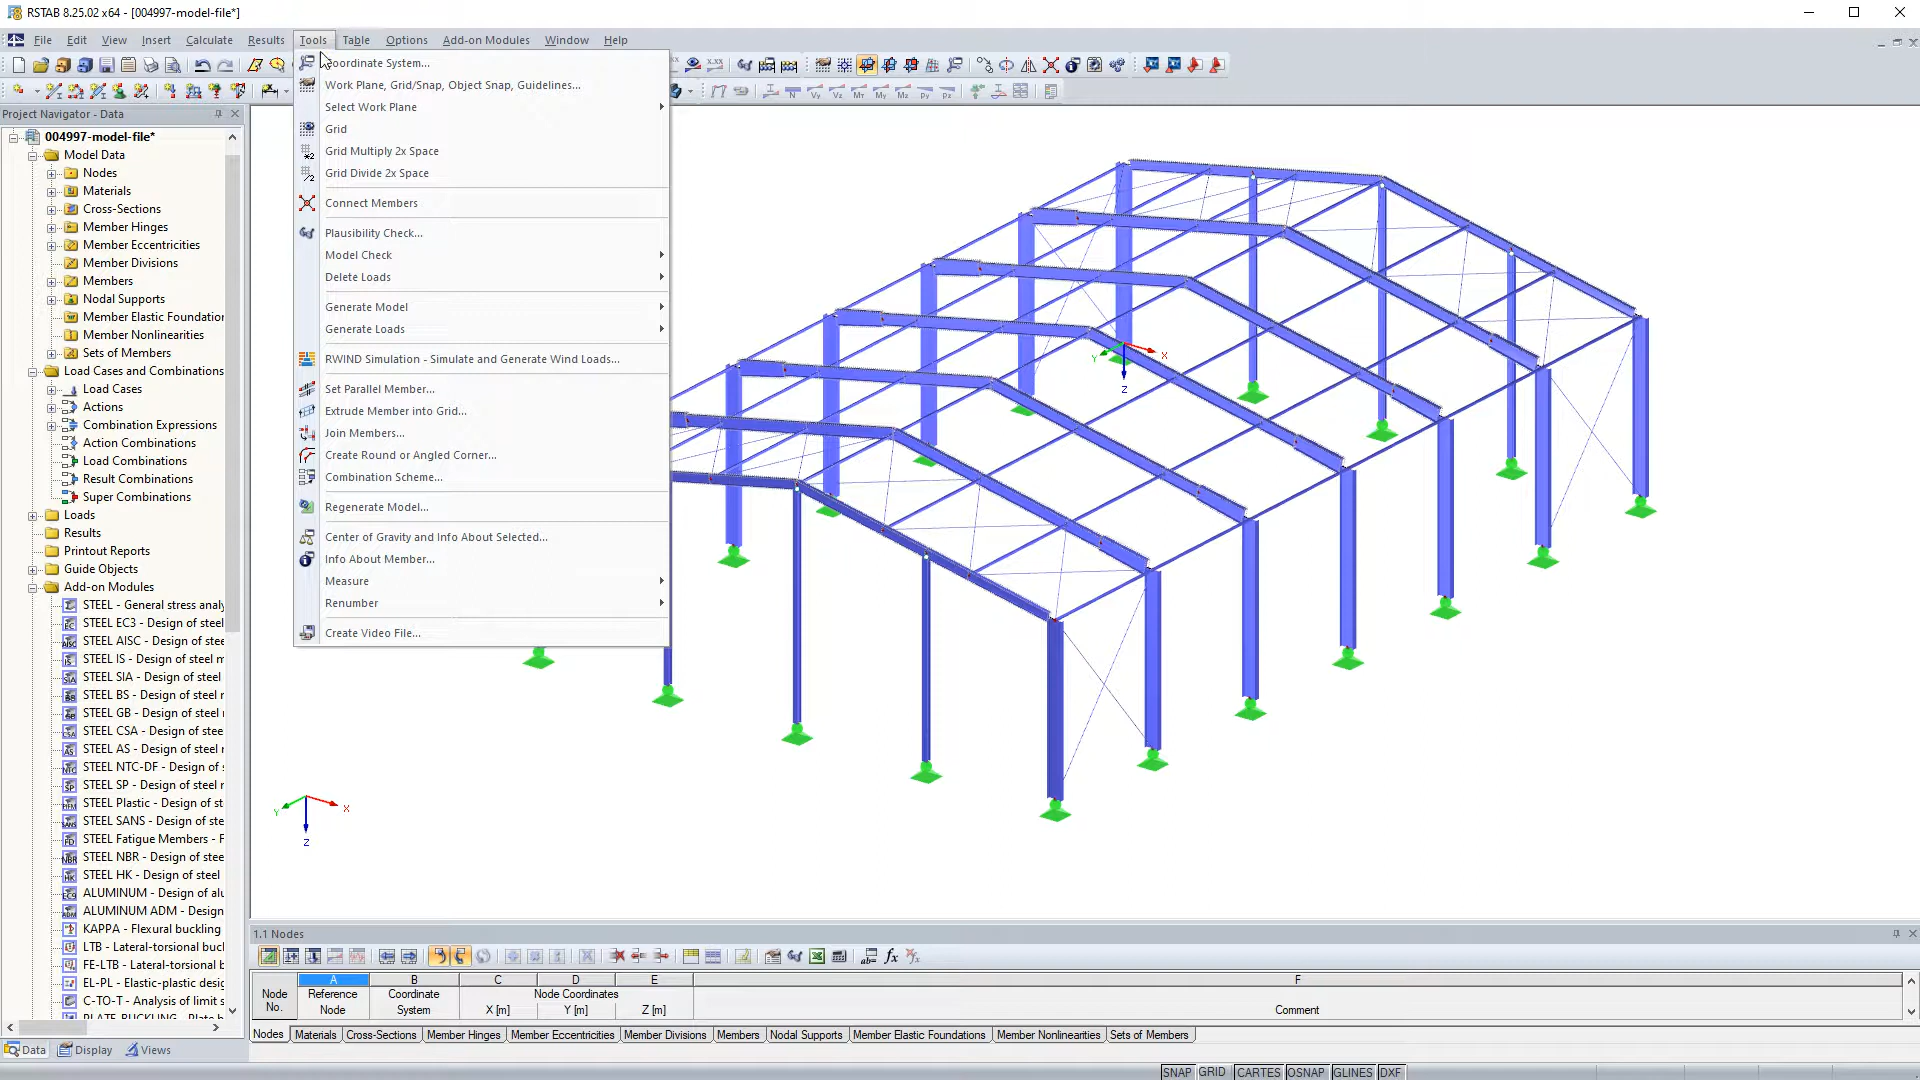 RSTAB 8.25.02 x64 - [004997-model-file*]
File Edit View Insert Calculate Results Tools Table Options Add-on Modules Window Help
Project Navigator - Data
004997-model-file*
Model Data
Nodes
Materials
Cross-Sections
Member Hinges
Member Eccentricities
Member Divisions
Members
Nodal Supports
Member Elastic Foundation
Member Nonlinearities
Sets of Members
Load Cases and Combinations
Load Cases
Actions
Combination Expressions
Action Combinations
Load Combinations
Result Combinations
Super Combinations
Loads
Results
Printout Reports
Guide Objects
Add-on Modules
STEEL - General stress analy
STEEL EC3 - Design of steel
STEEL AISC - Design of stee
STEEL IS - Design of steel m
STEEL SIA - Design of steel
STEEL BS - Design of steel r
STEEL GB - Design of steel
STEEL CSA - Design of steel
STEEL AS - Design of steel r
STEEL NTC-DF - Design of s
STEEL SP - Design of steel r
STEEL Plastic - Design of st
STEEL SANS - Design of ste
STEEL Fatigue Members - F
STEEL NBR - Design of stee
STEEL HK - Design of steel
ALUMINUM - Design of alu
ALUMINUM ADM - Design
KAPPA - Flexural buckling
LTB - Lateral-torsional bucl
FE-LTB - Lateral-torsional b
EL-PL - Elastic-plastic desig
C-TO-T - Analysis of limit s
PLATE-BUCKLING - Plate b
Data Display Views
Coordinate System...
Work Plane, Grid/Snap, Object Snap, Guidelines...
Select Work Plane
Grid
Grid Multiply 2x Space
Grid Divide 2x Space
Connect Members
Plausibility Check...
Model Check
Delete Loads
Generate Model
Generate Loads
RWIND Simulation - Simulate and Generate Wind Loads...
Set Parallel Member...
Extrude Member into Grid...
Join Members...
Create Round or Angled Corner...
Combination Scheme...
Regenerate Model...
Center of Gravity and Info About Selected...
Info About Member...
Measure
Renumber
Create Video File...
Y X
Z
Y X
Z
1.1 Nodes
A B C D E F
Node Reference Coordinate Node Coordinates
No. Node System X [m] Y [m] Z [m] Comment
Nodes Materials Cross-Sections Member Hinges Member Eccentricities Member Divisions Members Nodal Supports Member Elastic Foundations Member Nonlinearities Sets of Members
SNAP GRID CARTES OSNAP GLINES DXF